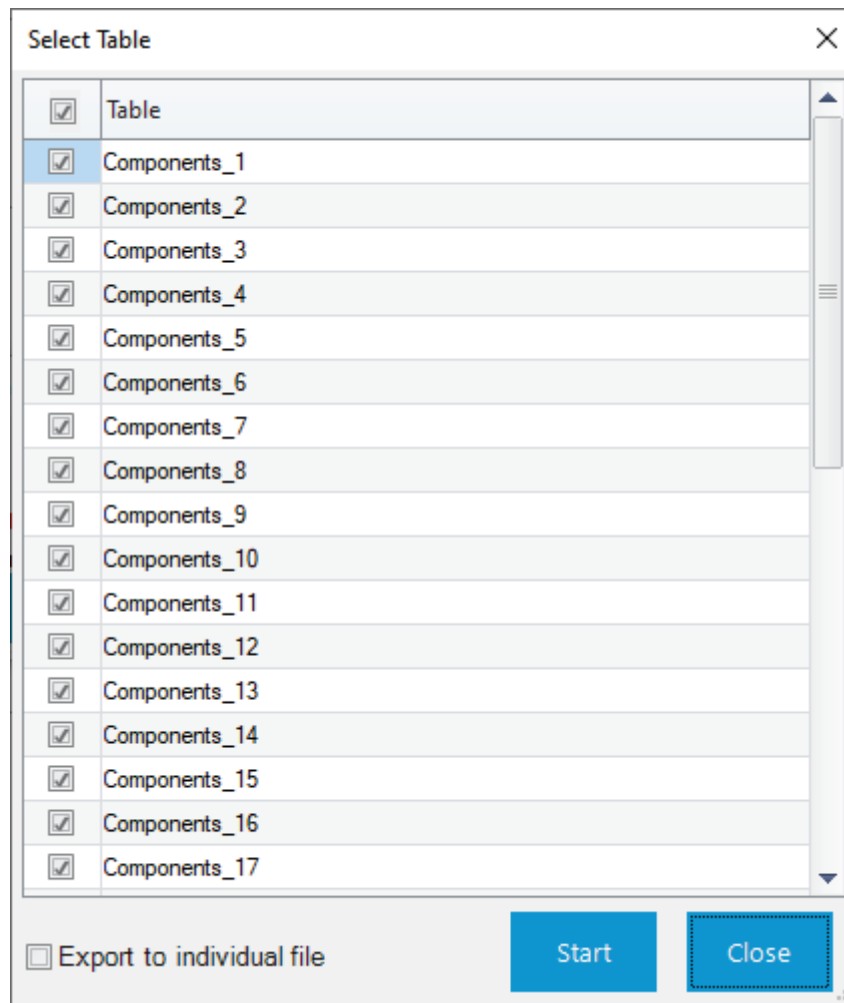 Select Table
Table
Components_1
Components_2
Components_3
Components_4
Components_5
Components_6
Components_7
Components_8
Components_9
Components_10
Components_11
Components_12
Components_13
Components_14
Components_15
Components_16
Components_17
Export to individual file
Start
Close